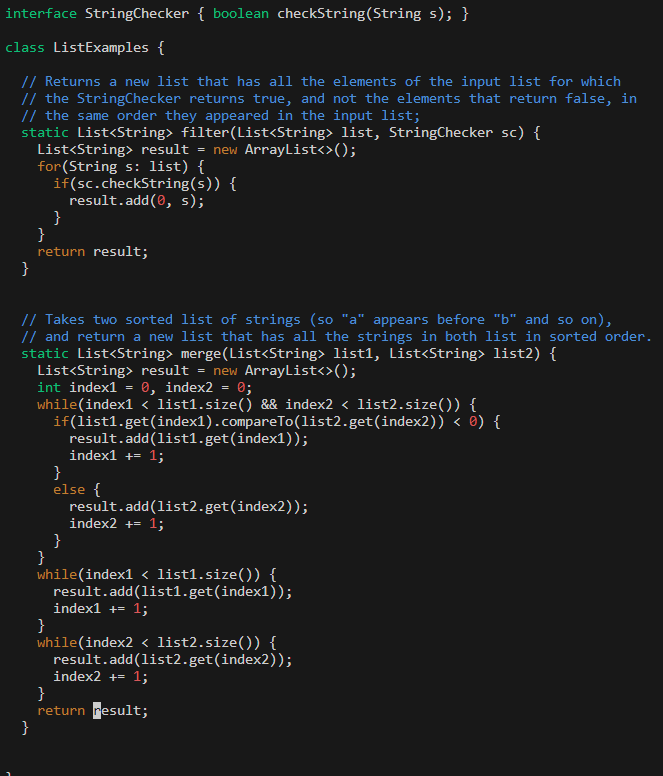 interface StringChecker { boolean checkString(String s); }

class ListExamples {

  // Returns a new list that has all the elements of the input list for which
  // the StringChecker returns true, and not the elements that return false, in
  // the same order they appeared in the input list;
  static List<String> filter(List<String> list, StringChecker sc) {
    List<String> result = new ArrayList<>();
    for(String s: list) {
      if(sc.checkString(s)) {
        result.add(0, s);
      }
    }
    return result;
  }


  // Takes two sorted list of strings (so "a" appears before "b" and so on),
  // and return a new list that has all the strings in both list in sorted order.
  static List<String> merge(List<String> list1, List<String> list2) {
    List<String> result = new ArrayList<>();
    int index1 = 0, index2 = 0;
    while(index1 < list1.size() && index2 < list2.size()) {
      if(list1.get(index1).compareTo(list2.get(index2)) < 0) {
        result.add(list1.get(index1));
        index1 += 1;
      }
      else {
        result.add(list2.get(index2));
        index2 += 1;
      }
    }
    while(index1 < list1.size()) {
      result.add(list1.get(index1));
      index1 += 1;
    }
    while(index2 < list2.size()) {
      result.add(list2.get(index2));
      index2 += 1;
    }
    return result;
  }


}